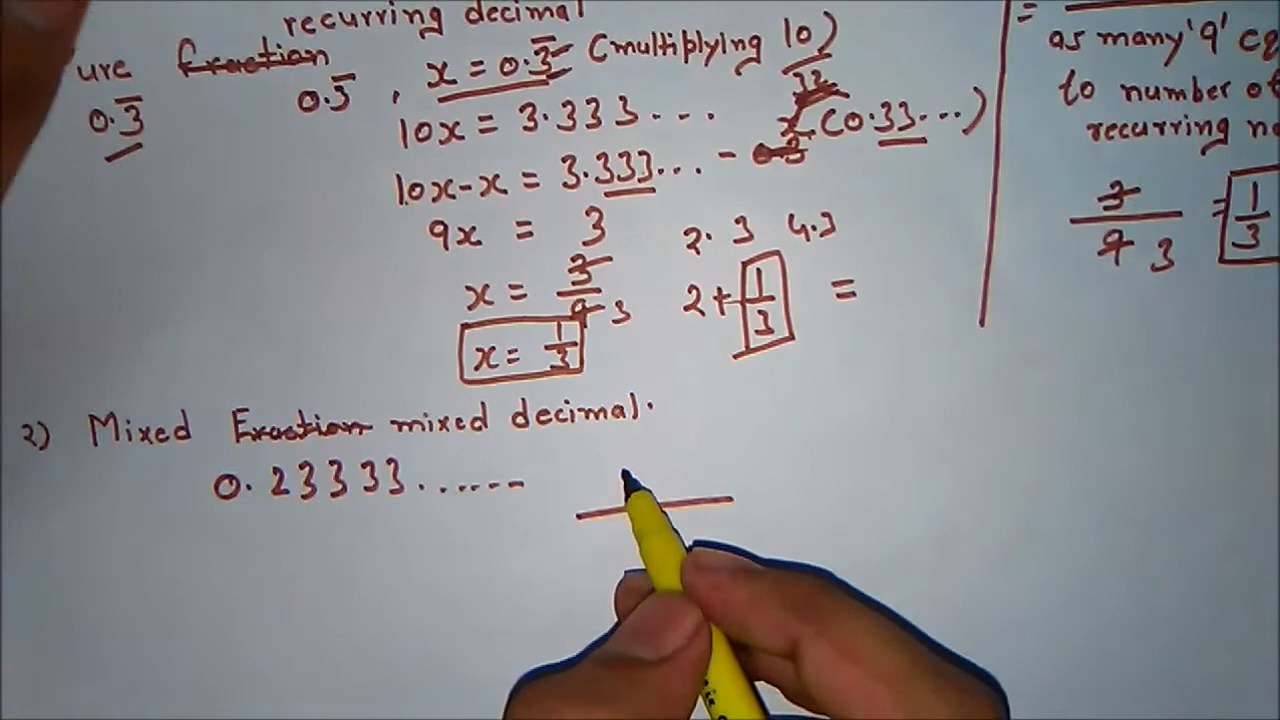 recurring decimal
ure fraction
0.3̅
0.3̅ , x = 0.3̅ (multiplying 10)
10x = 3.333...
10x-x = 3.333... - (0.33...)
9x = 3
x = 3/9 3
x = 1/3
2.3 4.3
2+ 1/3 =
2) Mixed Fraction mixed decimal.
0.23333.......
=
as many '9'
to number
recurring
3/9 3 = 1/3